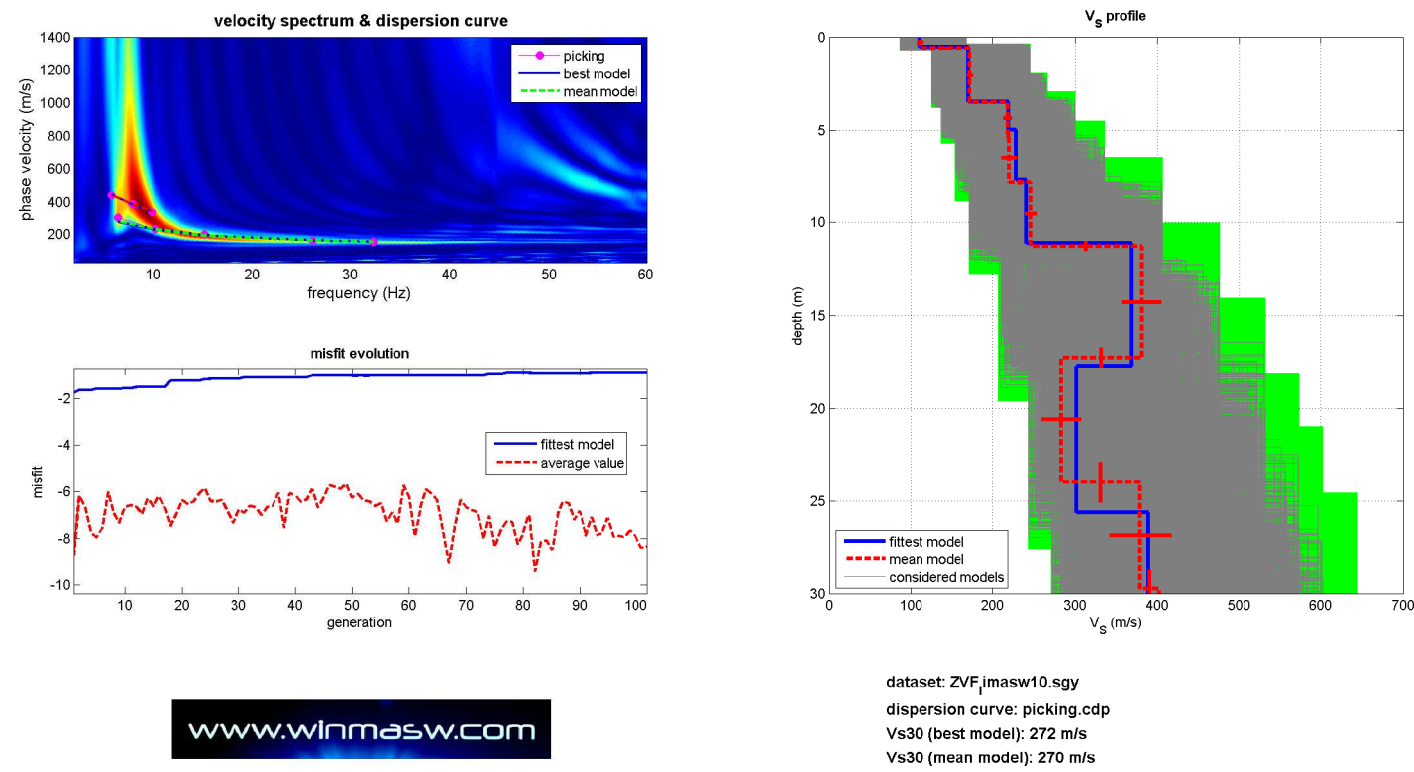 velocity spectrum & dispersion curve
1400
1200
1000
800
600
400
200
phase velocity (m/s)
picking
best model
mean model
10
20
30
40
50
60
frequency (Hz)
misfit evolution
-2
-4
-6
-8
-10
misfit
fittest model
average value
10
20
30
40
50
60
70
80
90
100
generation
www.winmasw.com
VS profile
0
5
10
15
20
25
30
depth (m)
fittest model
mean model
considered models
0
100
200
300
400
500
600
700
VS (m/s)
dataset: ZVFlimasw10.sgy
dispersion curve: picking.cdp
Vs30 (best model): 272 m/s
Vs30 (mean model): 270 m/s